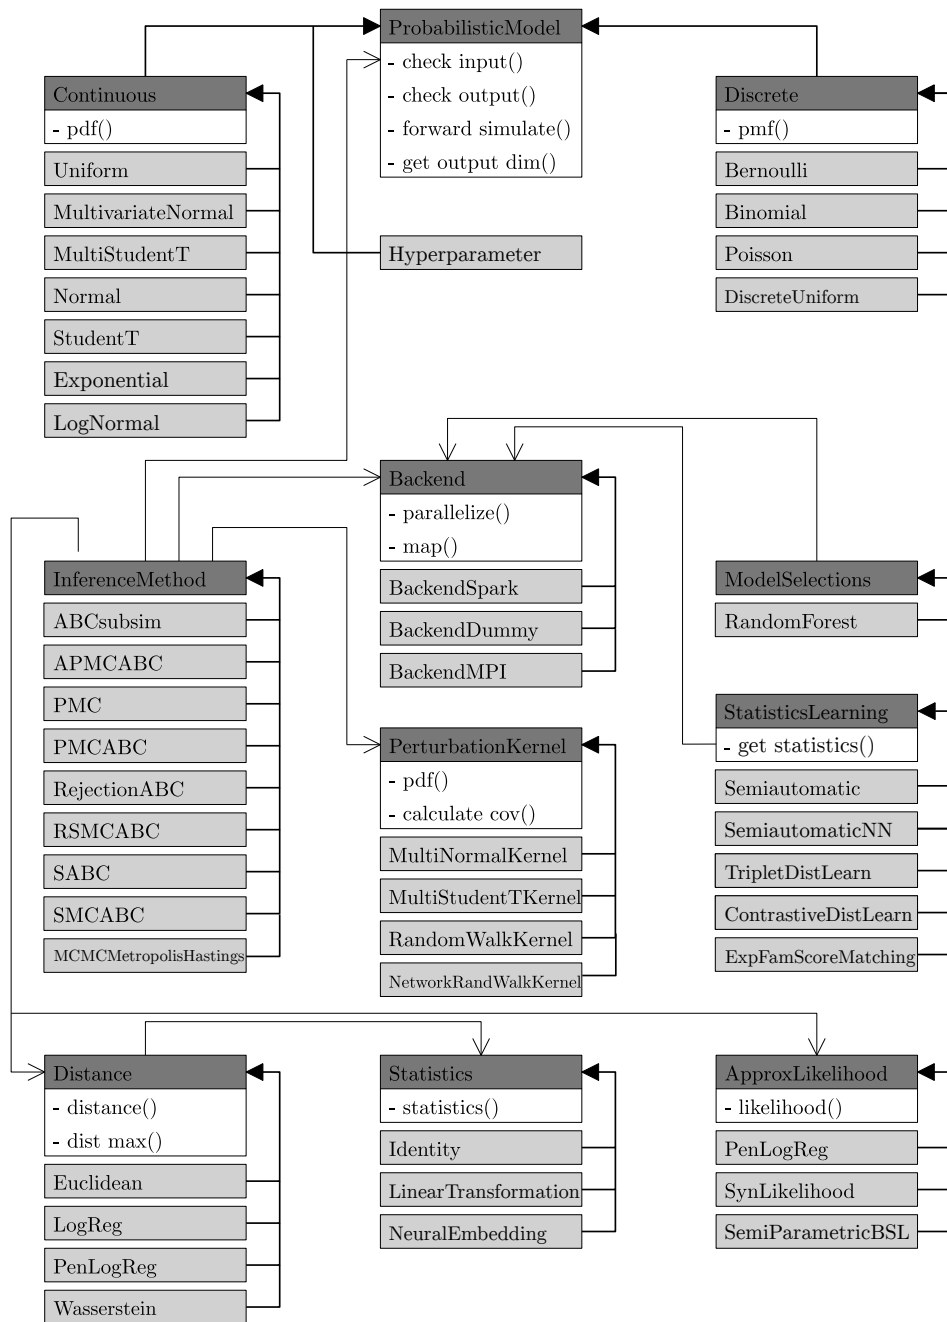 ProbabilisticModel
- check input()
- check output()
- forward simulate()
- get output dim()
Hyperparameter
Continuous
- pdf()
Uniform
MultivariateNormal
MultiStudentT
Normal
StudentT
Exponential
LogNormal
Discrete
- pmf()
Bernoulli
Binomial
Poisson
DiscreteUniform
Backend
- parallelize()
- map()
BackendSpark
BackendDummy
BackendMPI
InferenceMethod
ABCsubsim
APMCABC
PMC
PMCABC
RejectionABC
RSMCABC
SABC
SMCABC
MCMCMetropolisHastings
PerturbationKernel
- pdf()
- calculate cov()
MultiNormalKernel
MultiStudentTKernel
RandomWalkKernel
NetworkRandWalkKernel
ModelSelections
RandomForest
StatisticsLearning
- get statistics()
Semiautomatic
SemiautomaticNN
TripletDistLearn
ContrastiveDistLearn
ExpFamScoreMatching
Distance
- distance()
- dist max()
Euclidean
LogReg
PenLogReg
Wasserstein
Statistics
- statistics()
Identity
LinearTransformation
NeuralEmbedding
ApproxLikelihood
- likelihood()
PenLogReg
SynLikelihood
SemiParametricBSL